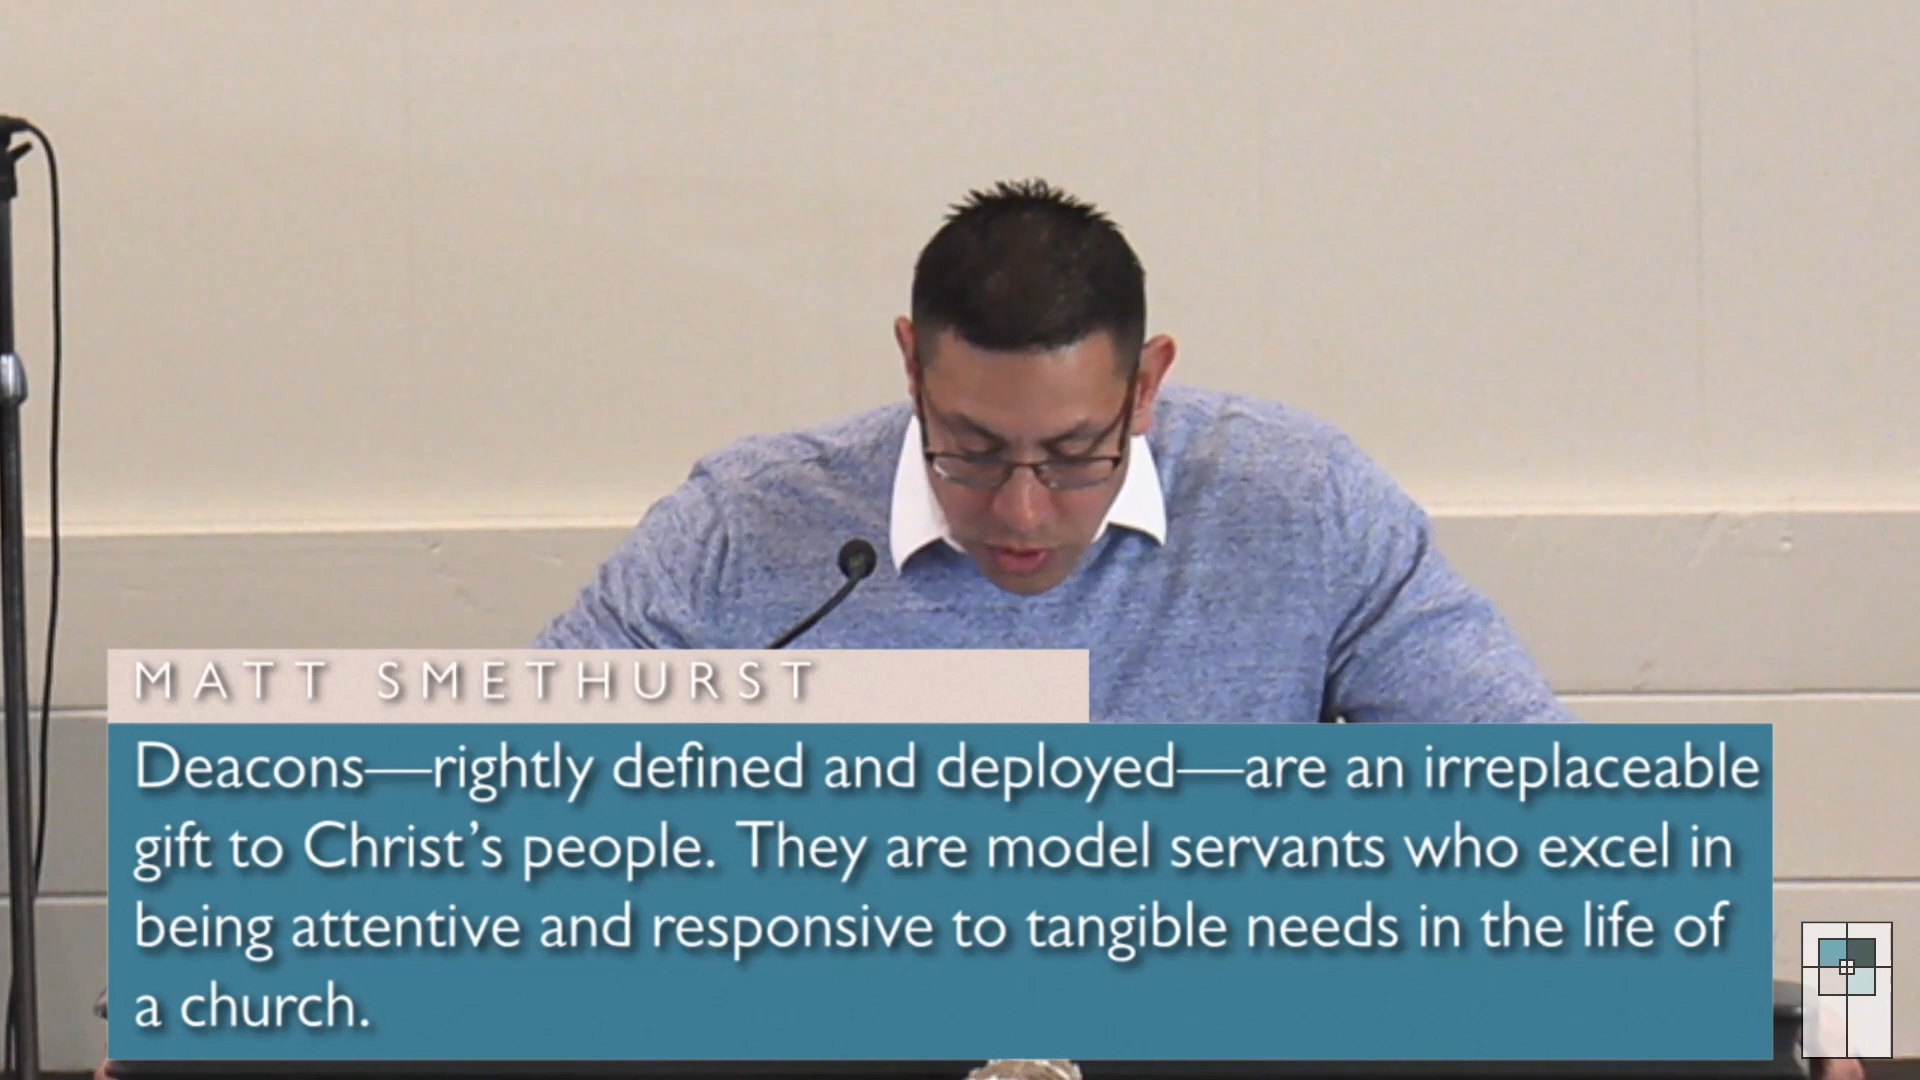 MATT SMETHURST
Deacons—rightly defined and deployed—are an irreplaceable
gift to Christ’s people. They are model servants who excel in
being attentive and responsive to tangible needs in the life of
a church.